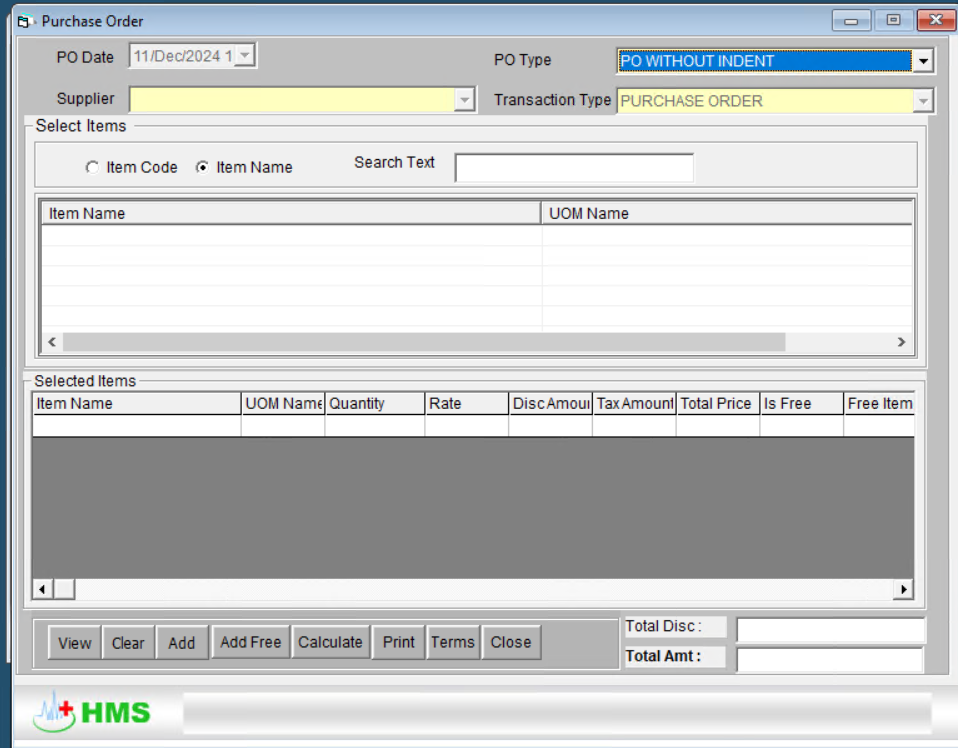 Purchase Order
PO Date 11/Dec/2024 1 PO Type PO WITHOUT INDENT
Supplier Transaction Type PURCHASE ORDER
Select Items
Item Code Item Name Search Text
Item Name UOM Name
Selected Items
Item Name UOM Name Quantity Rate Disc Amou Tax Amount Total Price Is Free Free Item
View Clear Add Add Free Calculate Print Terms Close
Total Disc :
Total Amt :
HMS